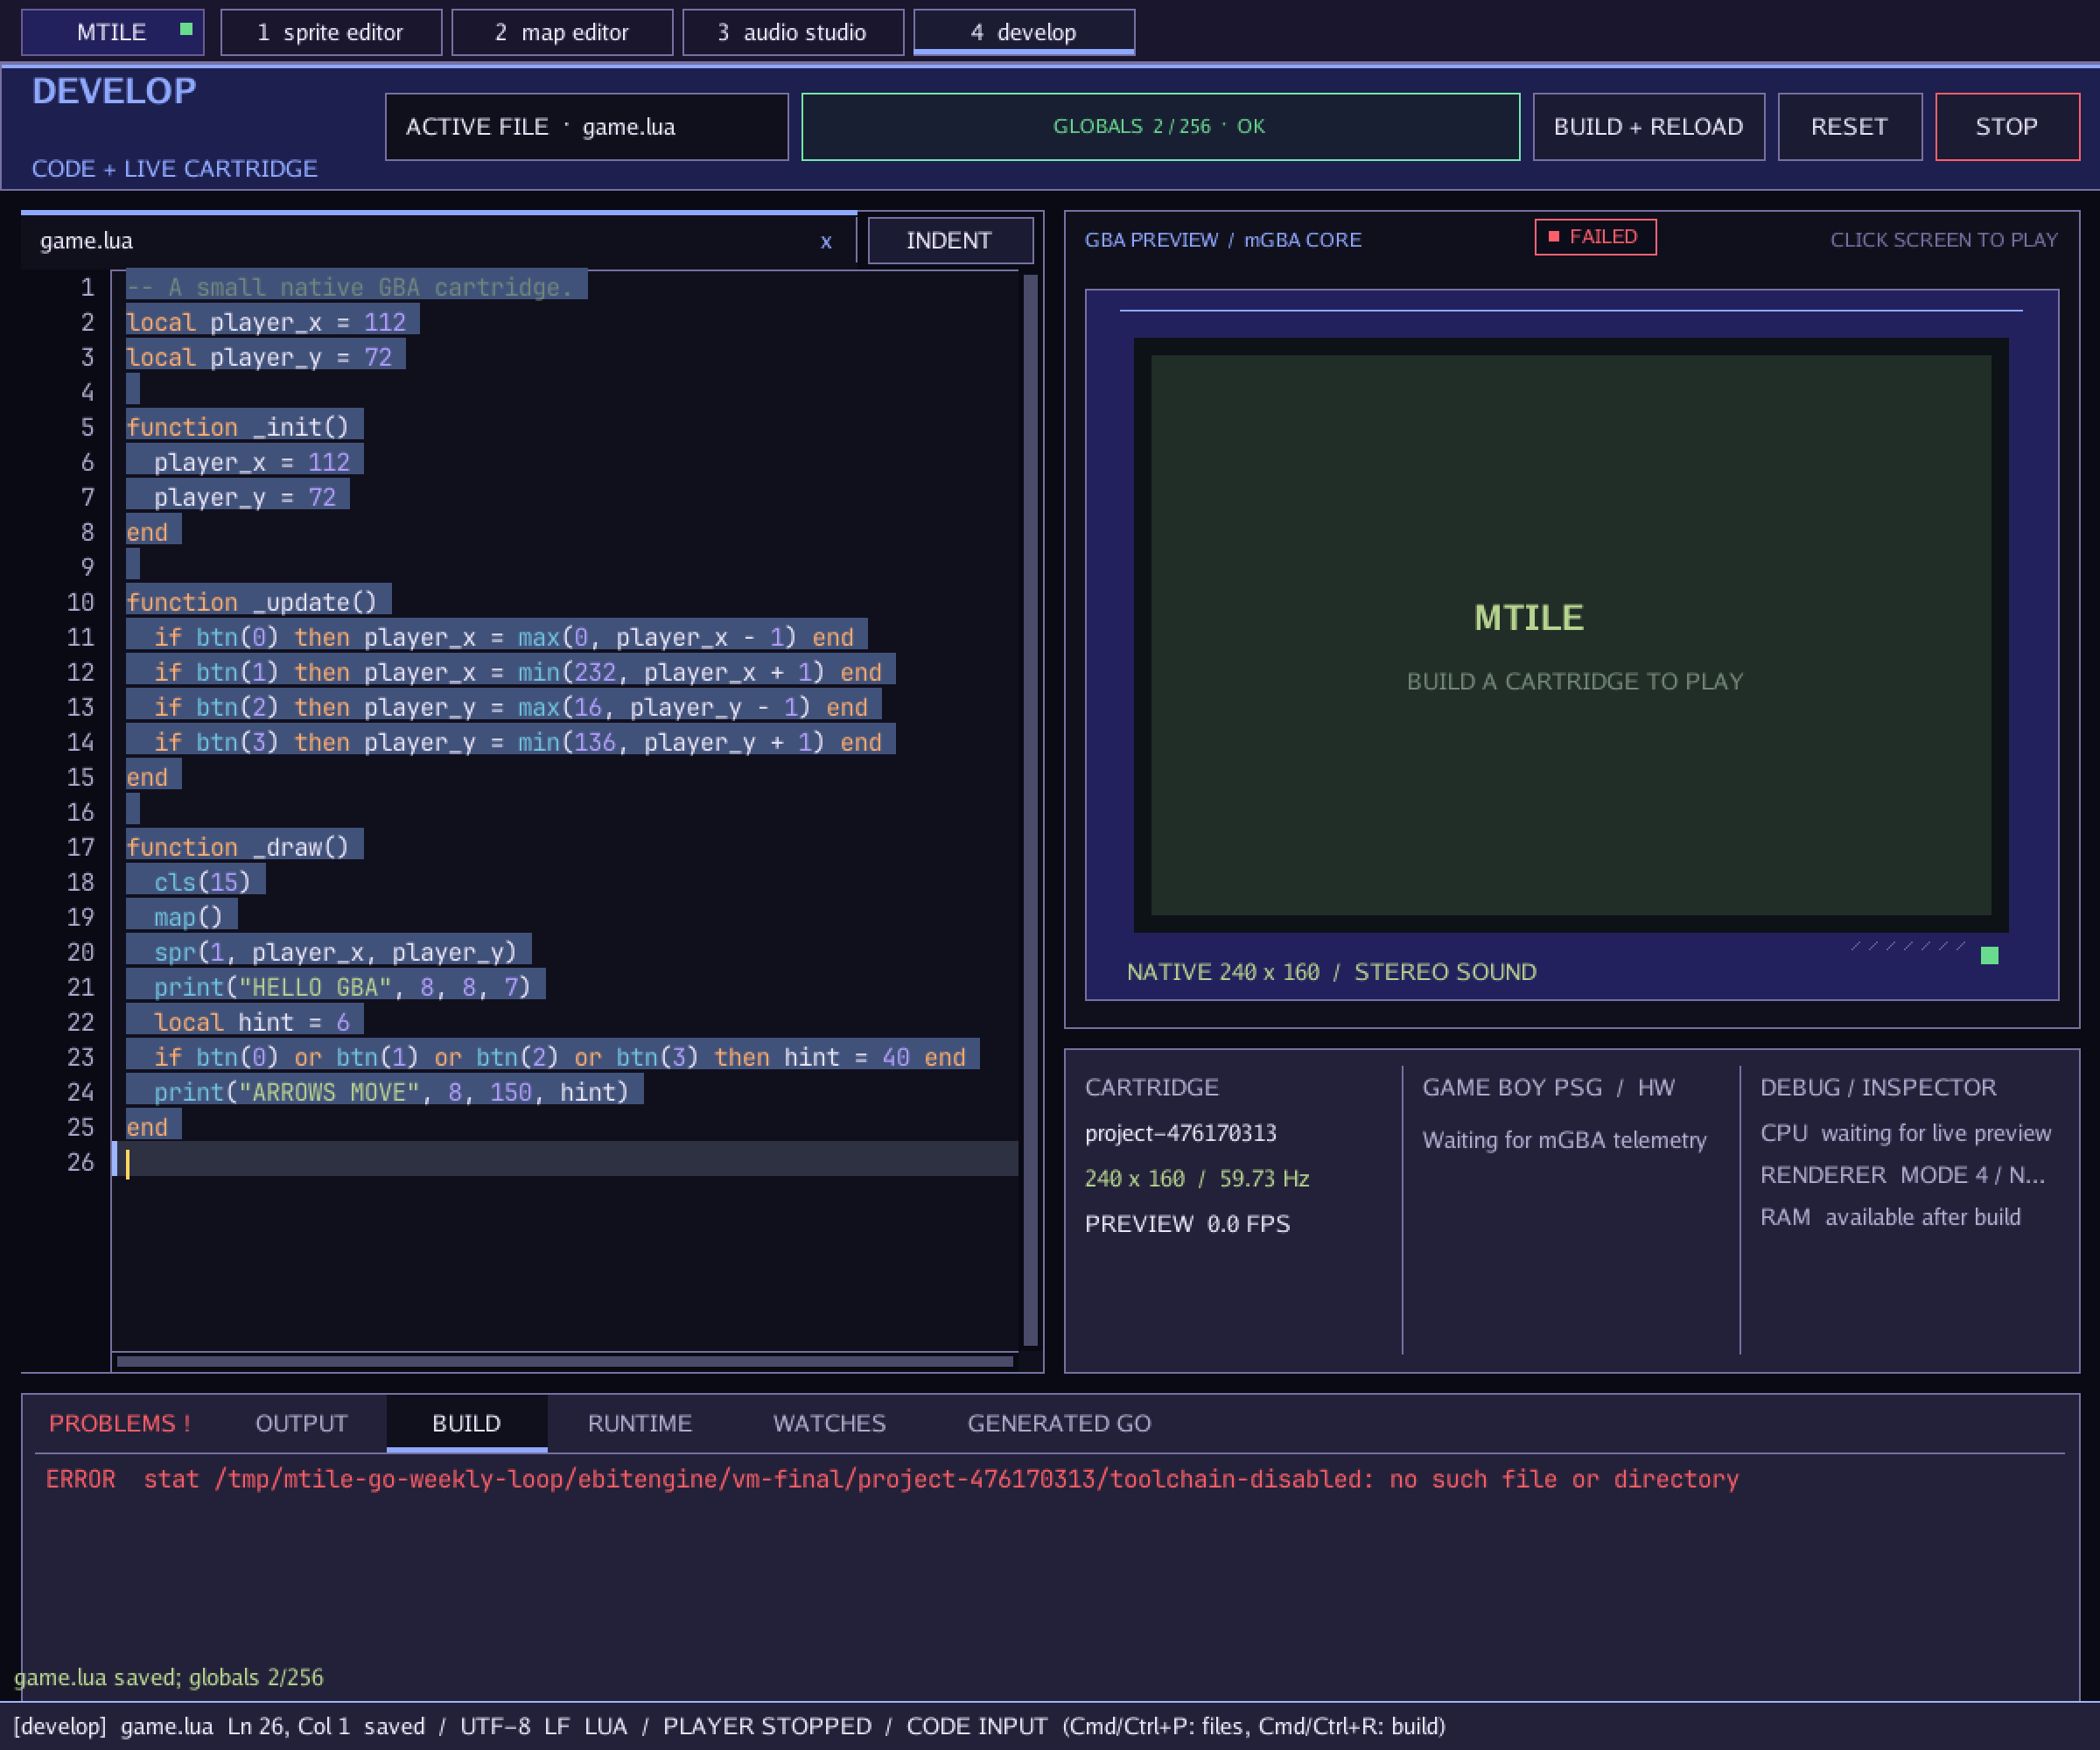 MTILE
1 sprite editor
2 map editor
3 audio studio
4 develop
DEVELOP
CODE + LIVE CARTRIDGE
ACTIVE FILE · game.lua
GLOBALS 2/256 · OK
BUILD + RELOAD
RESET
STOP
game.lua x
INDENT
1 -- A small native GBA cartridge.
2 local player_x = 112
3 local player_y = 72
4
5 function _init()
6   player_x = 112
7   player_y = 72
8 end
9
10 function _update()
11   if btn(0) then player_x = max(0, player_x - 1) end
12   if btn(1) then player_x = min(232, player_x + 1) end
13   if btn(2) then player_y = max(16, player_y - 1) end
14   if btn(3) then player_y = min(136, player_y + 1) end
15 end
16
17 function _draw()
18   cls(15)
19   map()
20   spr(1, player_x, player_y)
21   print("HELLO GBA", 8, 8, 7)
22   local hint = 6
23   if btn(0) or btn(1) or btn(2) or btn(3) then hint = 40 end
24   print("ARROWS MOVE", 8, 150, hint)
25 end
26
GBA PREVIEW / mGBA CORE
FAILED
CLICK SCREEN TO PLAY
MTILE
BUILD A CARTRIDGE TO PLAY
NATIVE 240 x 160 / STEREO SOUND
CARTRIDGE
project-476170313
240 x 160 / 59.73 Hz
PREVIEW 0.0 FPS
GAME BOY PSG / HW
Waiting for mGBA telemetry
DEBUG / INSPECTOR
CPU waiting for live preview
RENDERER MODE 4 / N...
RAM available after build
PROBLEMS !
OUTPUT
BUILD
RUNTIME
WATCHES
GENERATED GO
ERROR stat /tmp/mtile-go-weekly-loop/ebitengine/vm-final/project-476170313/toolchain-disabled: no such file or directory
game.lua saved; globals 2/256
[develop] game.lua Ln 26, Col 1 saved / UTF-8 LF LUA / PLAYER STOPPED / CODE INPUT (Cmd/Ctrl+P: files, Cmd/Ctrl+R: build)